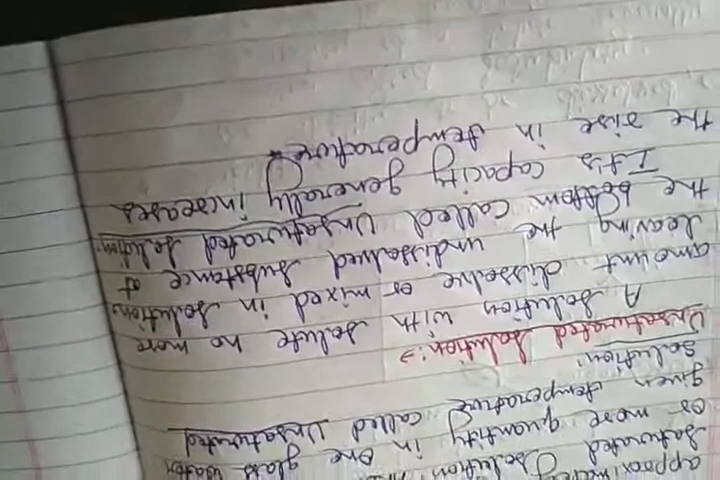 saturated solution
or more quantity in one glass water
given temperature called Unsaturated
solution.
Unsaturated Solution:→
A solution with solute no more
amount dissolve or mixed in solution.
leaving the undissolved substance at
the bottom called Unsaturated Solution.
It's capacity generally increases
the rise in temperature